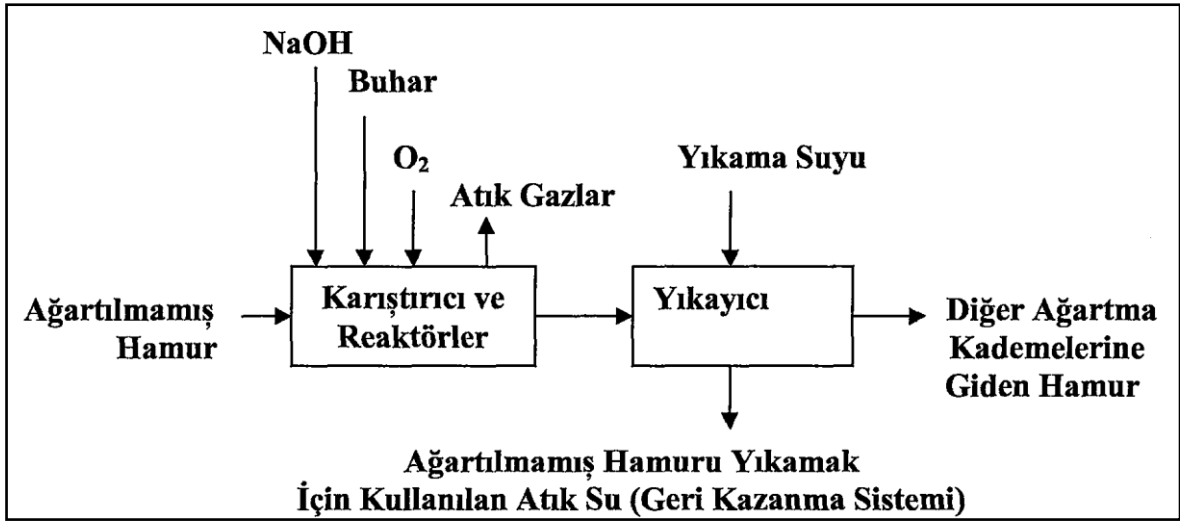 NaOH
Buhar
O₂
Atık Gazlar
Yıkama Suyu
Ağartılmamış
Hamur
Karıştırıcı ve
Reaktörler
Yıkayıcı
Diğer Ağartma
Kademelerine
Giden Hamur
Ağartılmamış Hamuru Yıkamak
İçin Kullanılan Atık Su (Geri Kazanma Sistemi)